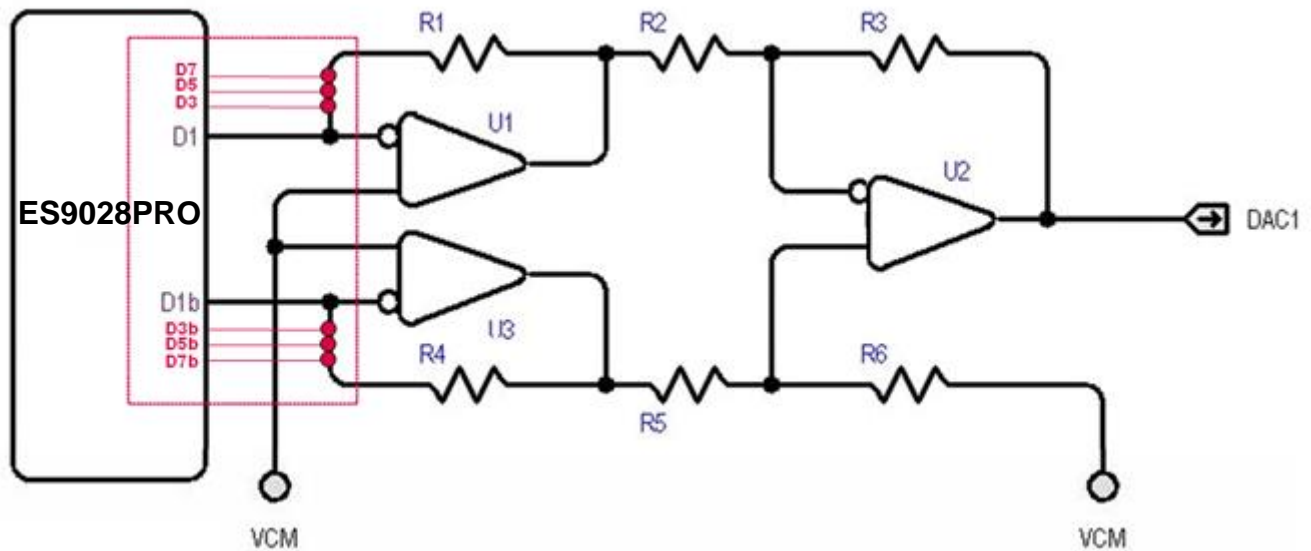 R1
R2
R3
D7
D5
D3
D1
U1
U2
ES9028PRO
DAC1
D1b
D3b
D5b
D7b
U3
R4
R5
R6
VCM
VCM